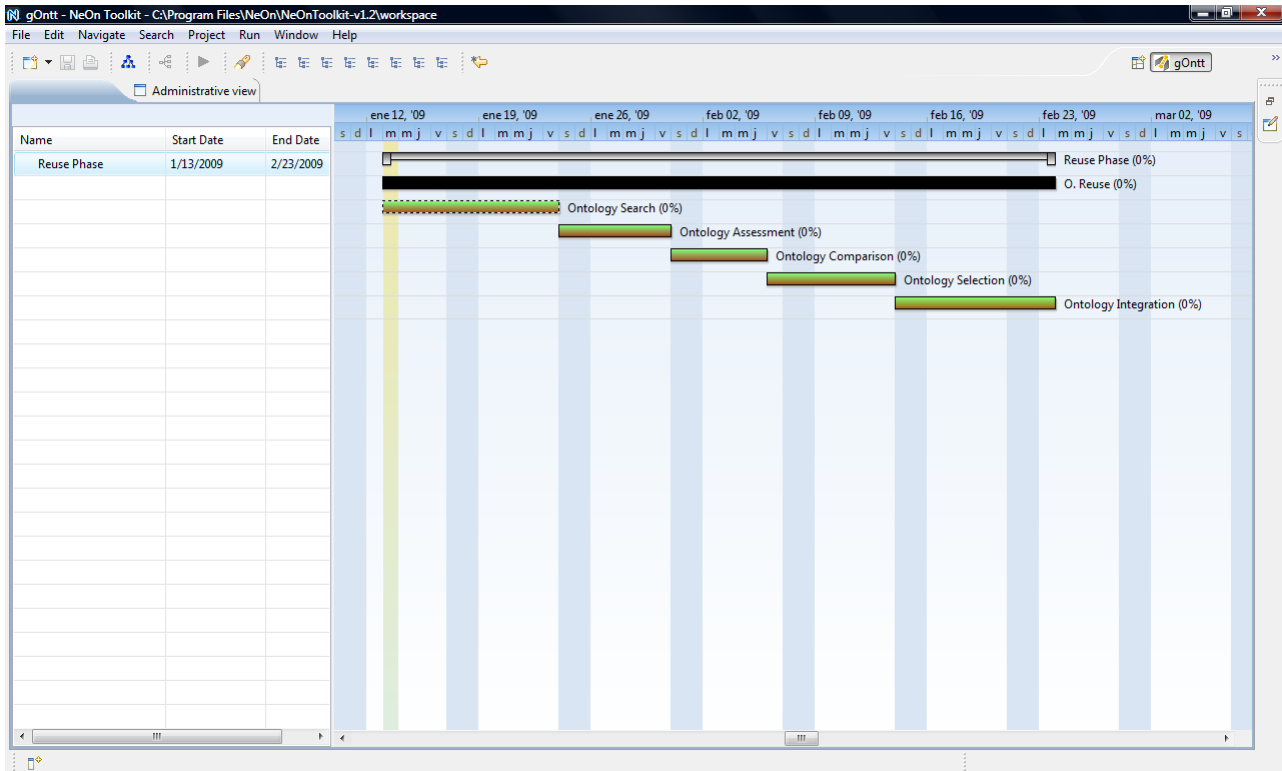 gOntt - NeOn Toolkit - C:\Program Files\NeOn\NeOnToolkit-v1.2\workspace
File Edit Navigate Search Project Run Window Help
gOntt
Administrative view
ene 12, '09 ene 19, '09 ene 26, '09 feb 02, '09 feb 09, '09 feb 16, '09 feb 23, '09 mar 02, '09
Name Start Date End Date
s d l m m j v s d l m m j v s d l m m j v s d l m m j v s d l m m j v s d l m m j v s d l m m j v s d l m m j v s
Reuse Phase 1/13/2009 2/23/2009
Reuse Phase (0%)
O. Reuse (0%)
Ontology Search (0%)
Ontology Assessment (0%)
Ontology Comparison (0%)
Ontology Selection (0%)
Ontology Integration (0%)